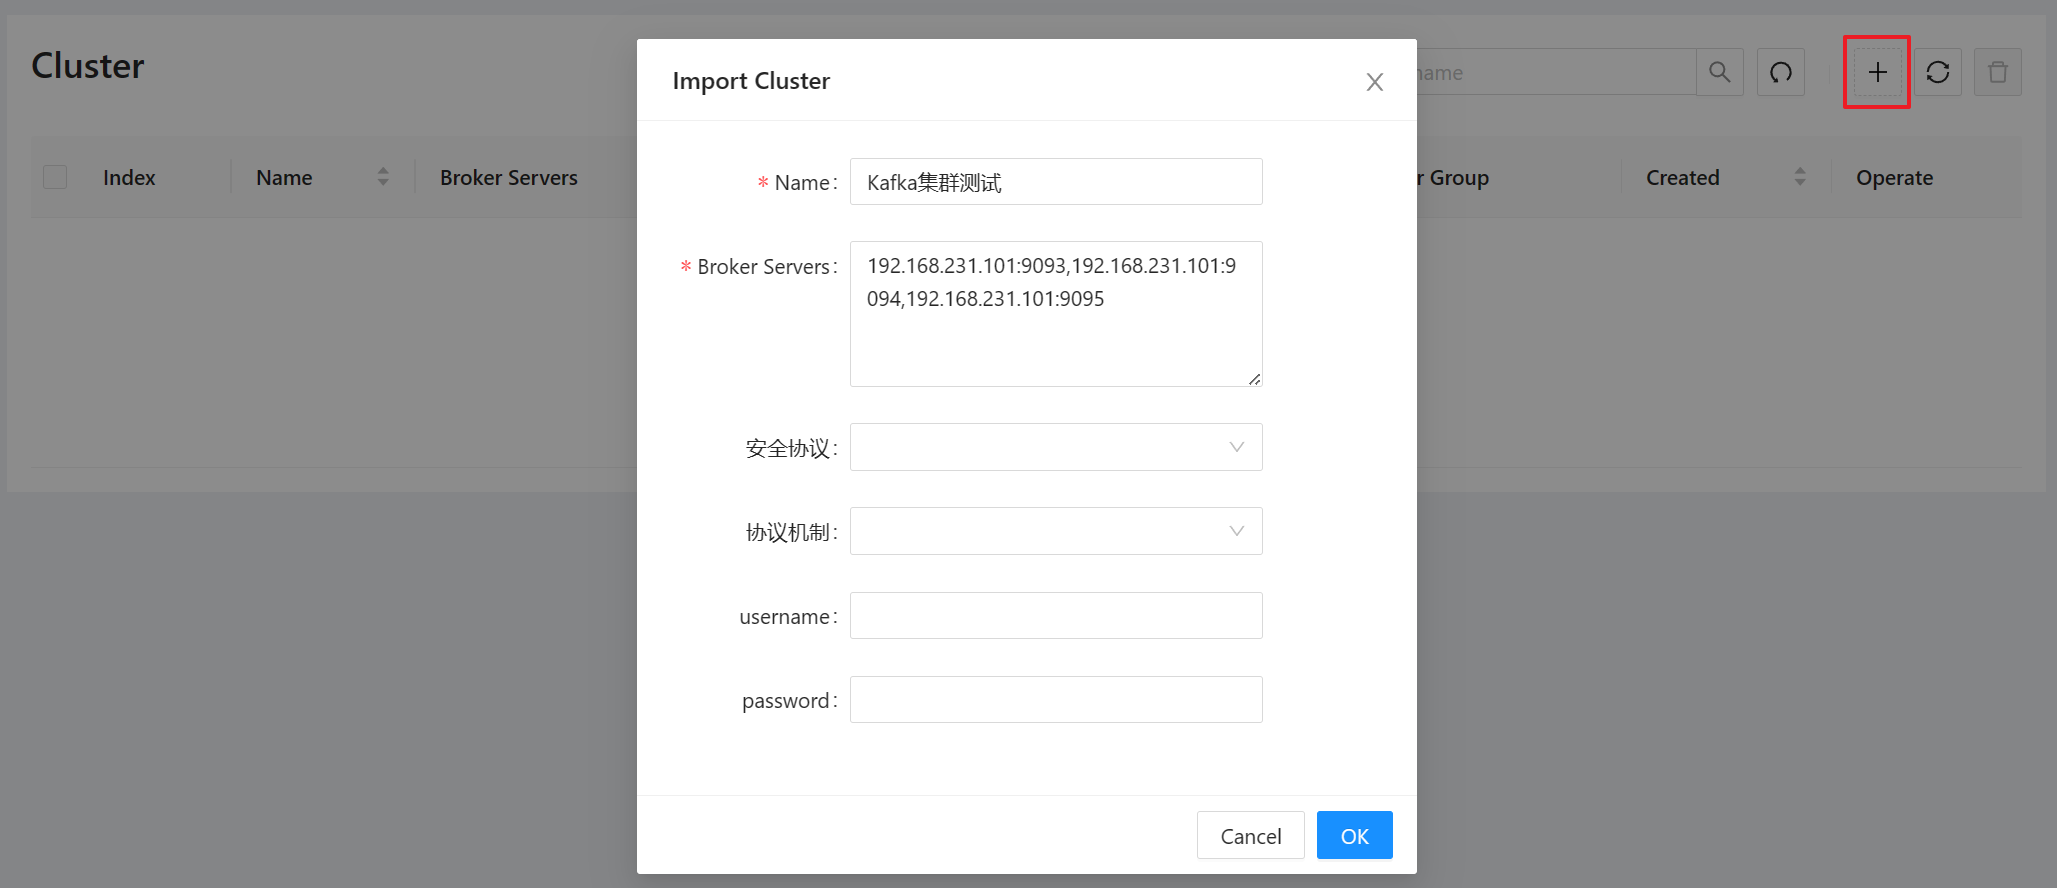 Cluster
name
Index
Name
Broker Servers
r Group
Created
Operate
Import Cluster
* Name:
Kafka集群测试
* Broker Servers:
192.168.231.101:9093,192.168.231.101:9
094,192.168.231.101:9095
安全协议:
协议机制:
username:
password:
Cancel
OK